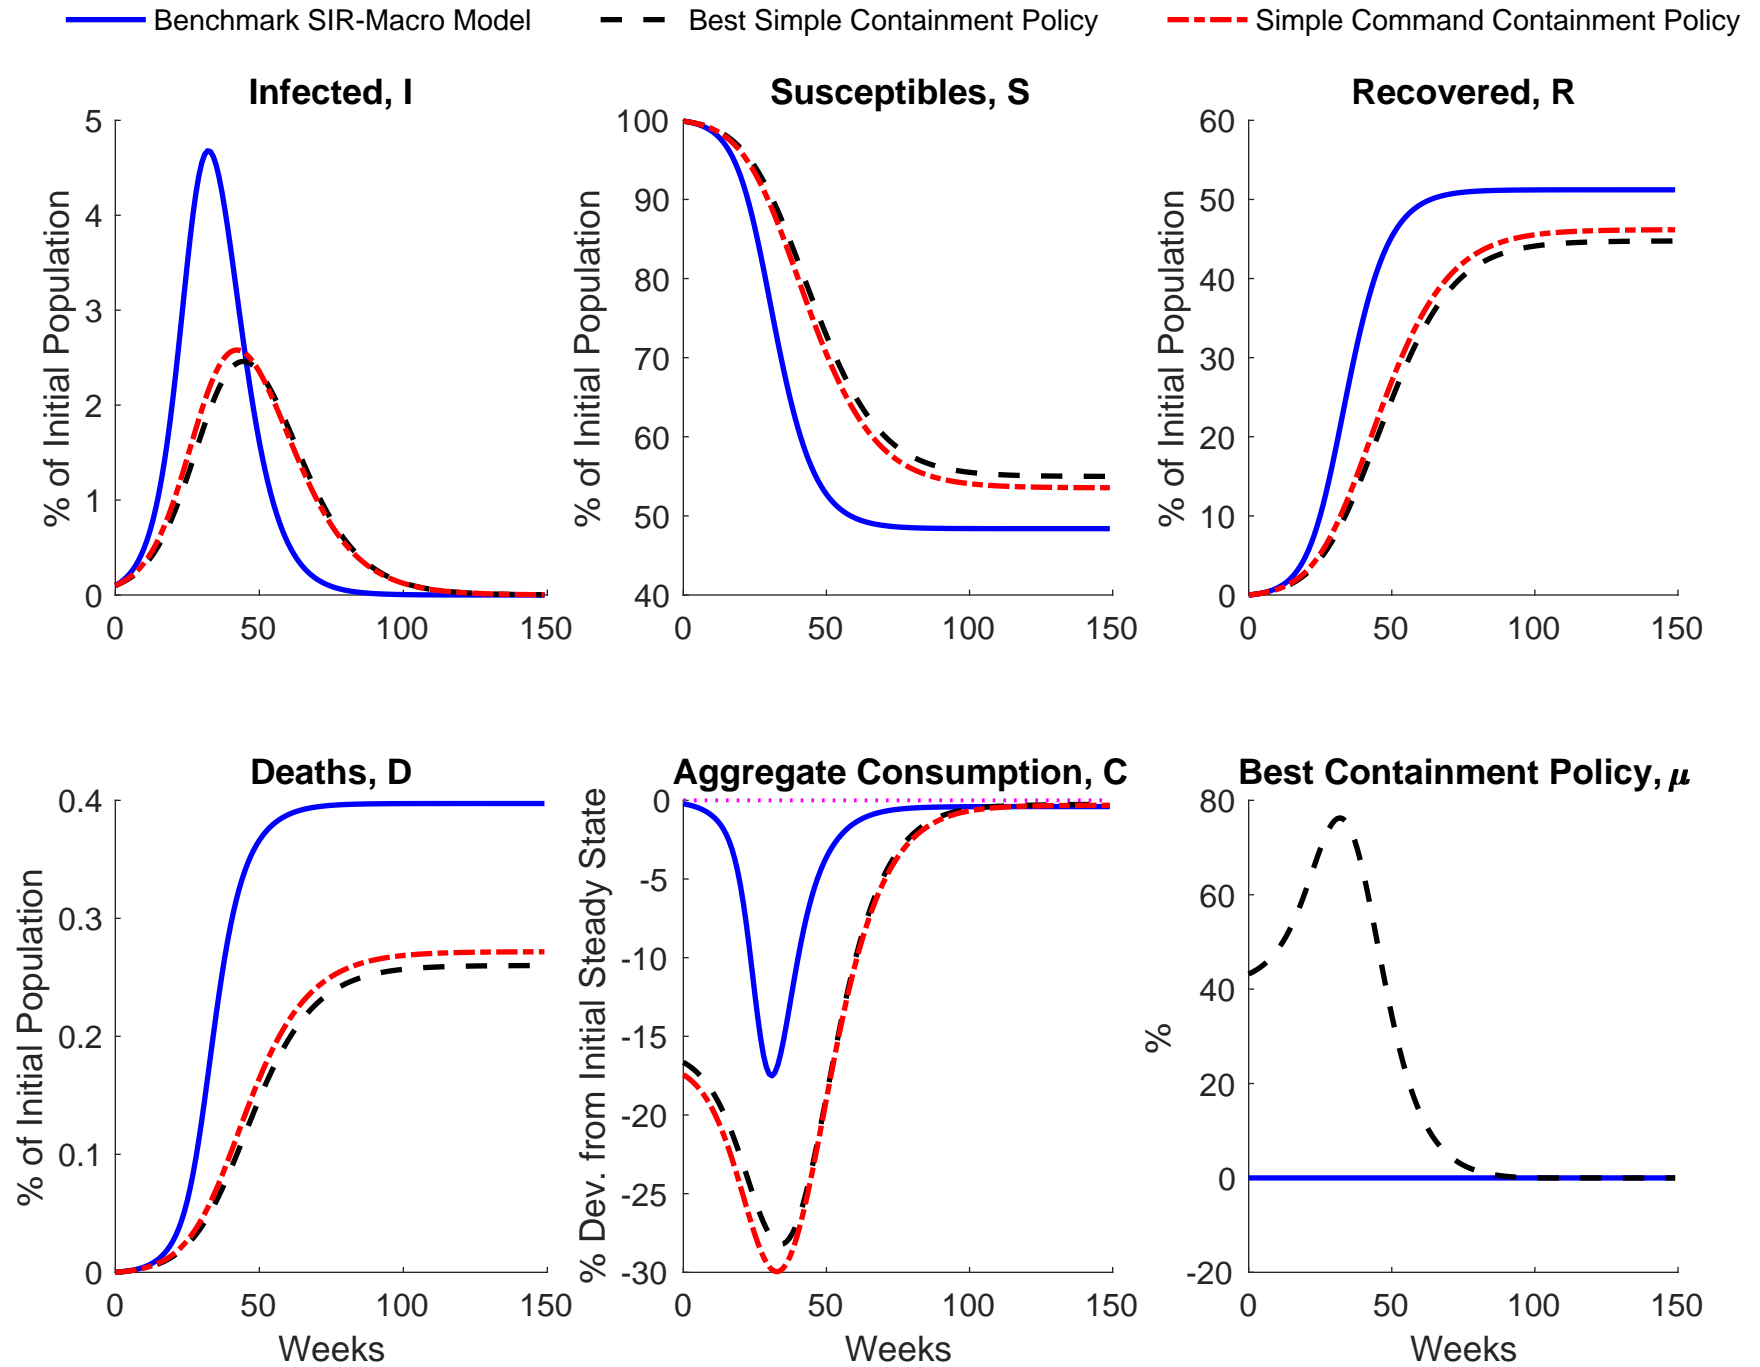 Benchmark SIR-Macro Model Best Simple Containment Policy Simple Command Containment Policy
Infected, I
% of Initial Population
5
4
3
2
1
0
0 50 100 150
Susceptibles, S
% of Initial Population
100
90
80
70
60
50
40
0 50 100 150
Recovered, R
% of Initial Population
60
50
40
30
20
10
0
0 50 100 150
Deaths, D
% of Initial Population
0.4
0.3
0.2
0.1
0
0 50 100 150
Weeks
Aggregate Consumption, C
% Dev. from Initial Steady State
0
-5
-10
-15
-20
-25
-30
0 50 100 150
Weeks
Best Containment Policy, μ
%
80
60
40
20
0
-20
0 50 100 150
Weeks